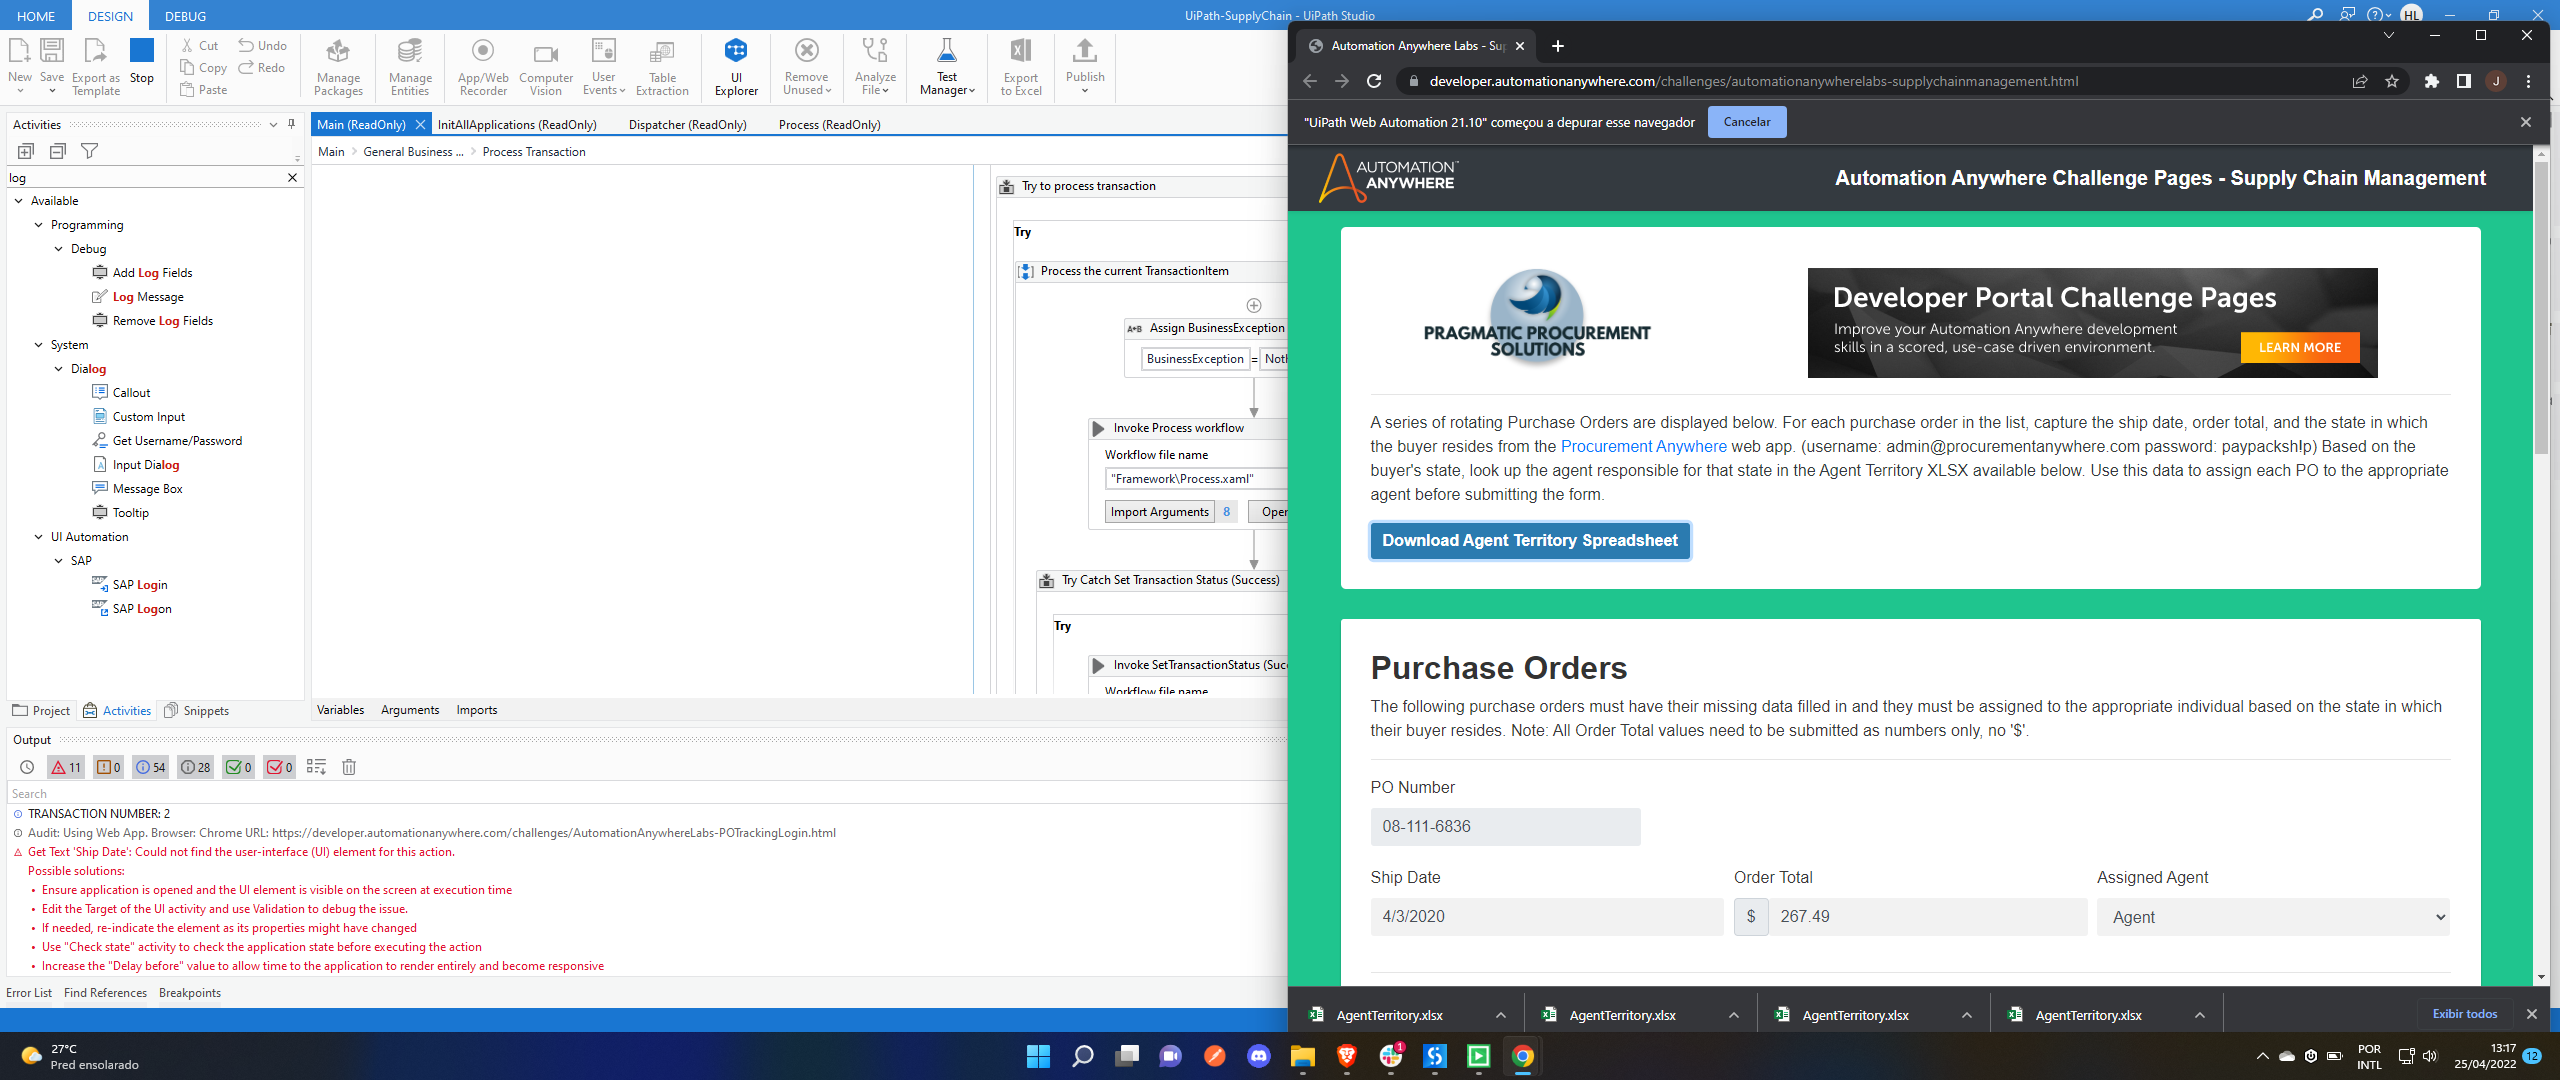 HOME
DESIGN
DEBUG
UiPath-SupplyChain - UiPath Studio
HL
New
Save
Export as Template
Stop
Cut
Copy
Paste
Undo
Redo
Manage Packages
Manage Entities
App/Web Recorder
Computer Vision
User Events
Table Extraction
UI Explorer
Remove Unused
Analyze File
Test Manager
Export to Excel
Publish
Activities
log
Available
Programming
Debug
Add Log Fields
Log Message
Remove Log Fields
System
Dialog
Callout
Custom Input
Get Username/Password
Input Dialog
Message Box
Tooltip
UI Automation
SAP
SAP Login
SAP Logon
Project
Activities
Snippets
Main (ReadOnly)
InitAllApplications (ReadOnly)
Dispatcher (ReadOnly)
Process (ReadOnly)
Main
General Business ...
Process Transaction
Try to process transaction
Try
Process the current TransactionItem
A+B Assign BusinessException
BusinessException = Noth
Invoke Process workflow
Workflow file name
"Framework\Process.xaml"
Import Arguments 8
Open
Try Catch Set Transaction Status (Success)
Try
Invoke SetTransactionStatus (Succ
Workflow file name
Variables
Arguments
Imports
Output
11
0
54
28
0
0
Search
TRANSACTION NUMBER: 2
Audit: Using Web App. Browser: Chrome URL: https://developer.automationanywhere.com/challenges/AutomationAnywhereLabs-POTrackingLogin.html
Get Text 'Ship Date': Could not find the user-interface (UI) element for this action.
Possible solutions:
• Ensure application is opened and the UI element is visible on the screen at execution time
• Edit the Target of the UI activity and use Validation to debug the issue.
• If needed, re-indicate the element as its properties might have changed
• Use "Check state" activity to check the application state before executing the action
• Increase the "Delay before" value to allow time to the application to render entirely and become responsive
Error List
Find References
Breakpoints
Automation Anywhere Labs - Sup
developer.automationanywhere.com/challenges/automationanywherelabs-supplychainmanagement.html
J
"UiPath Web Automation 21.10" começou a depurar esse navegador
Cancelar
AUTOMATION ANYWHERE
Automation Anywhere Challenge Pages - Supply Chain Management
PRAGMATIC PROCUREMENT
SOLUTIONS
Developer Portal Challenge Pages
Improve your Automation Anywhere development
skills in a scored, use-case driven environment.
LEARN MORE
A series of rotating Purchase Orders are displayed below. For each purchase order in the list, capture the ship date, order total, and the state in which
the buyer resides from the Procurement Anywhere web app. (username: admin@procurementanywhere.com password: paypacksh!p) Based on the
buyer's state, look up the agent responsible for that state in the Agent Territory XLSX available below. Use this data to assign each PO to the appropriate
agent before submitting the form.
Download Agent Territory Spreadsheet
Purchase Orders
The following purchase orders must have their missing data filled in and they must be assigned to the appropriate individual based on the state in which
their buyer resides. Note: All Order Total values need to be submitted as numbers only, no '$'.
PO Number
08-111-6836
Ship Date
Order Total
Assigned Agent
4/3/2020
$ 267.49
Agent
AgentTerritory.xlsx
AgentTerritory.xlsx
AgentTerritory.xlsx
AgentTerritory.xlsx
Exibir todos
27°C
Pred ensolarado
1
POR
INTL
13:17
25/04/2022
12